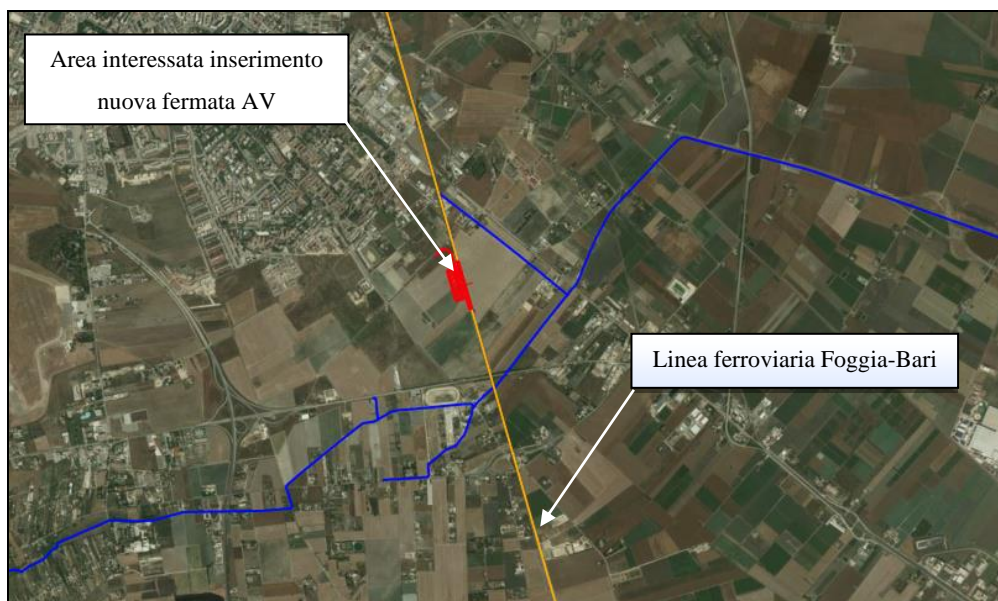 Area interessata inserimento
nuova fermata AV
Linea ferroviaria Foggia-Bari